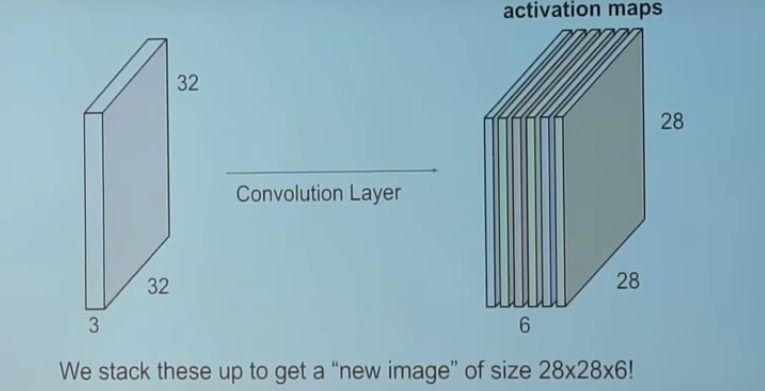 activation maps
32
28
Convolution Layer
32
28
3
6
We stack these up to get a “new image” of size 28x28x6!